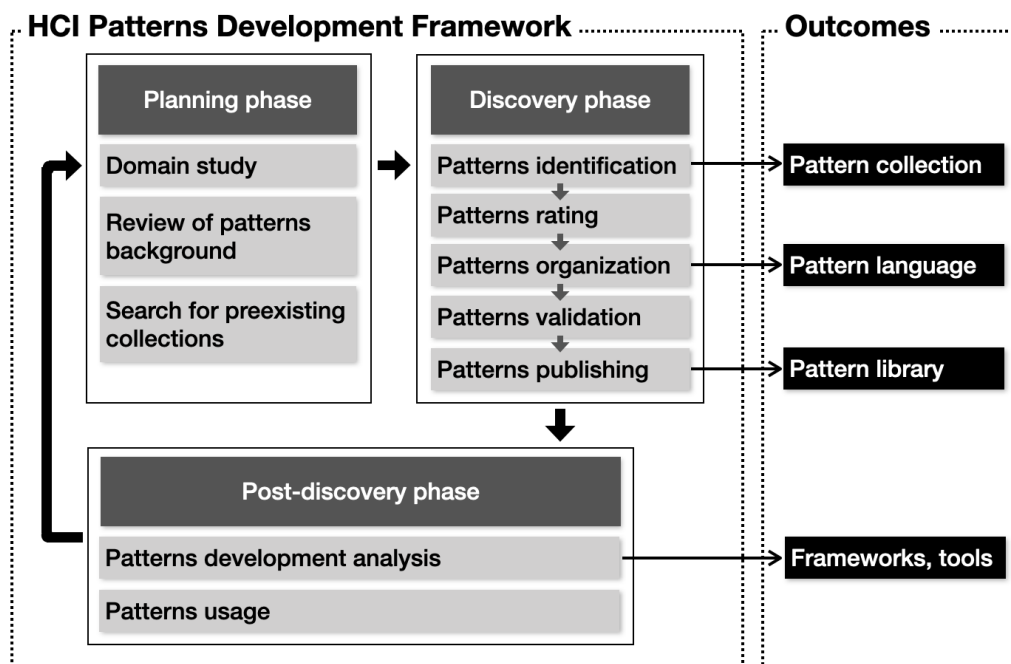 HCI Patterns Development Framework
Outcomes
Planning phase
Domain study
Review of patterns
background
Search for preexisting
collections
Discovery phase
Patterns identification
Patterns rating
Patterns organization
Patterns validation
Patterns publishing
Pattern collection
Pattern language
Pattern library
Post-discovery phase
Patterns development analysis
Patterns usage
Frameworks, tools